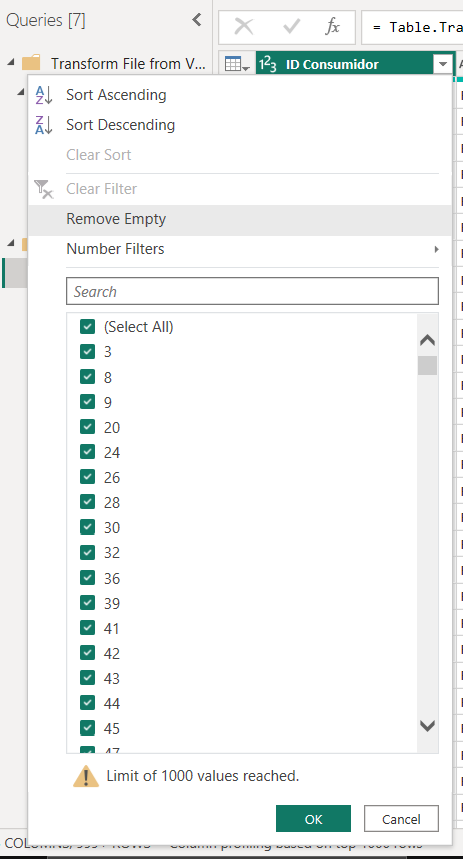 Queries [7]
= Table.Tra
Transform File from V...
1²3 ID Consumidor
Sort Ascending
Sort Descending
Clear Sort
Clear Filter
Remove Empty
Number Filters
Search
(Select All)
3
8
9
20
24
26
28
30
32
36
39
41
42
43
44
45
47
Limit of 1000 values reached.
OK
Cancel
COLUMNS, 999+ ROWS Column profiling based on top 1000 rows